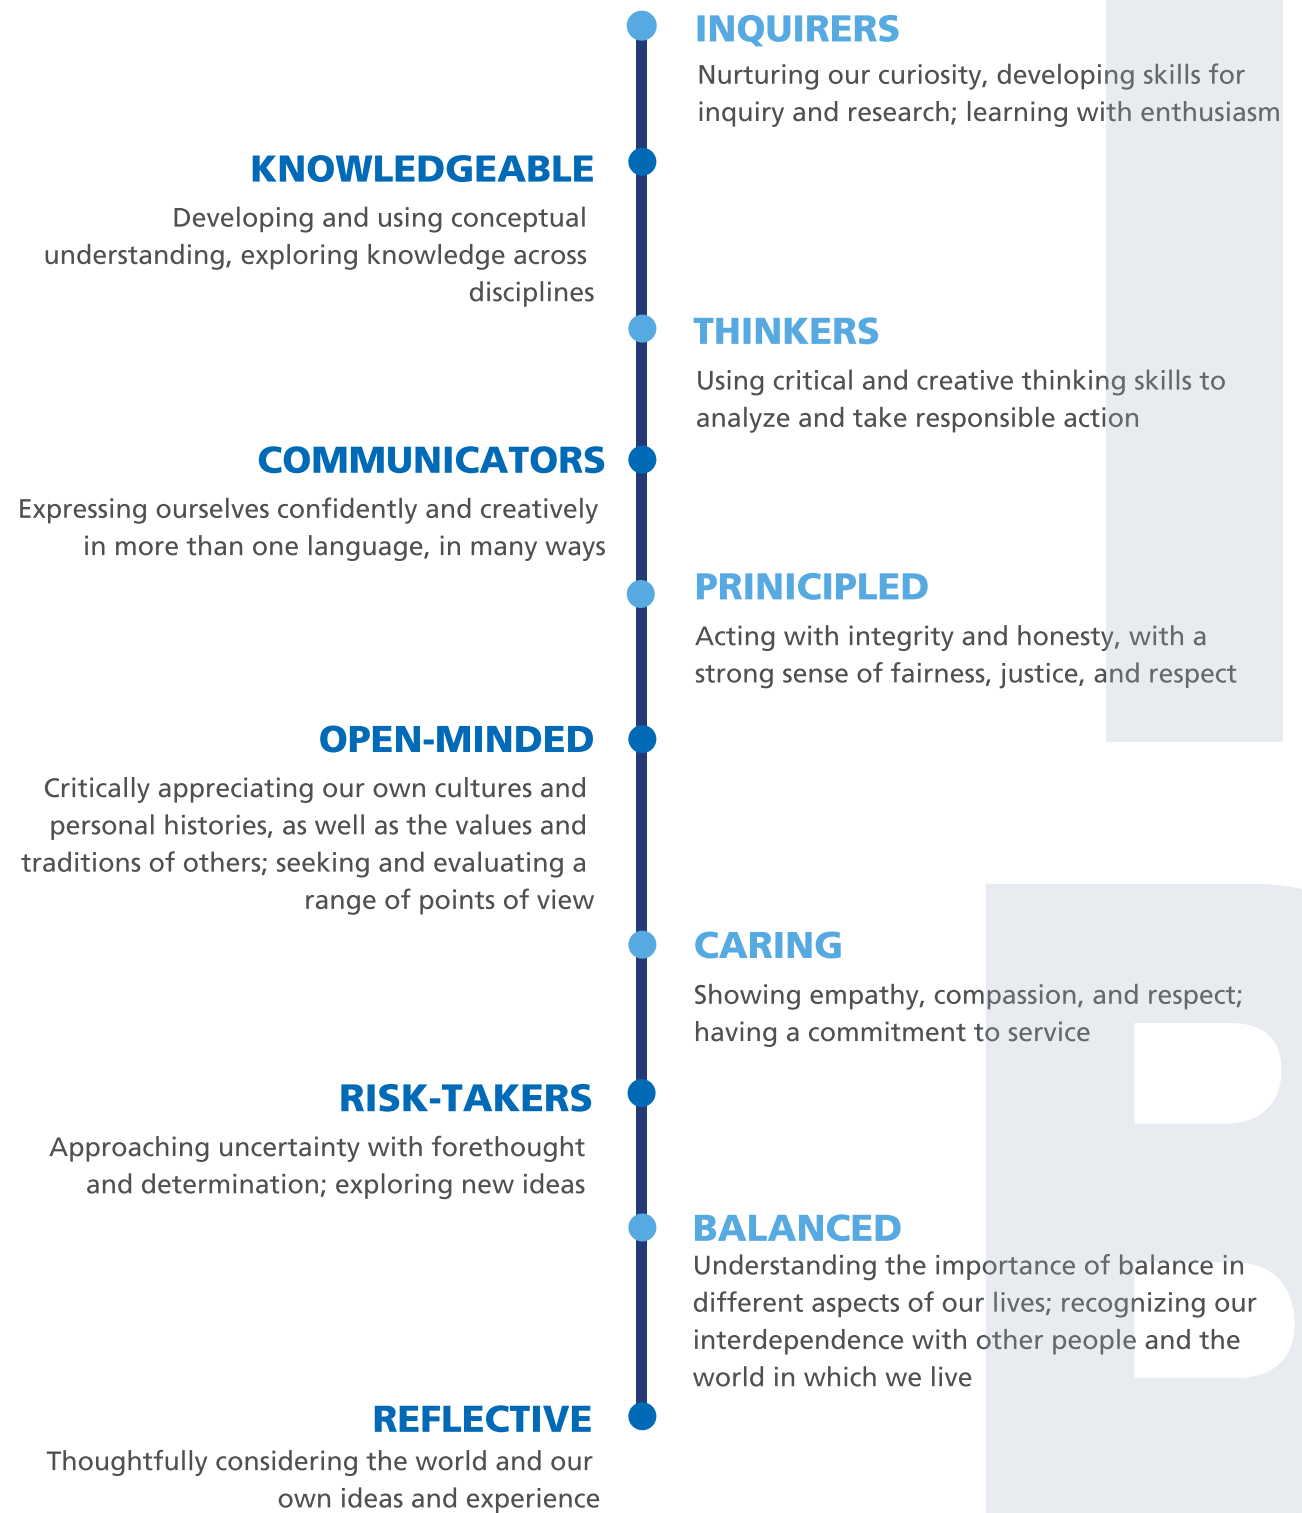 INQUIRERS
Nurturing our curiosity, developing skills for
inquiry and research; learning with enthusiasm
KNOWLEDGEABLE
Developing and using conceptual
understanding, exploring knowledge across
disciplines
THINKERS
Using critical and creative thinking skills to
analyze and take responsible action
COMMUNICATORS
Expressing ourselves confidently and creatively
in more than one language, in many ways
PRINICIPLED
Acting with integrity and honesty, with a
strong sense of fairness, justice, and respect
OPEN-MINDED
Critically appreciating our own cultures and
personal histories, as well as the values and
traditions of others; seeking and evaluating a
range of points of view
CARING
Showing empathy, compassion, and respect;
having a commitment to service
RISK-TAKERS
Approaching uncertainty with forethought
and determination; exploring new ideas
BALANCED
Understanding the importance of balance in
different aspects of our lives; recognizing our
interdependence with other people and the
world in which we live
REFLECTIVE
Thoughtfully considering the world and our
own ideas and experience
I
B